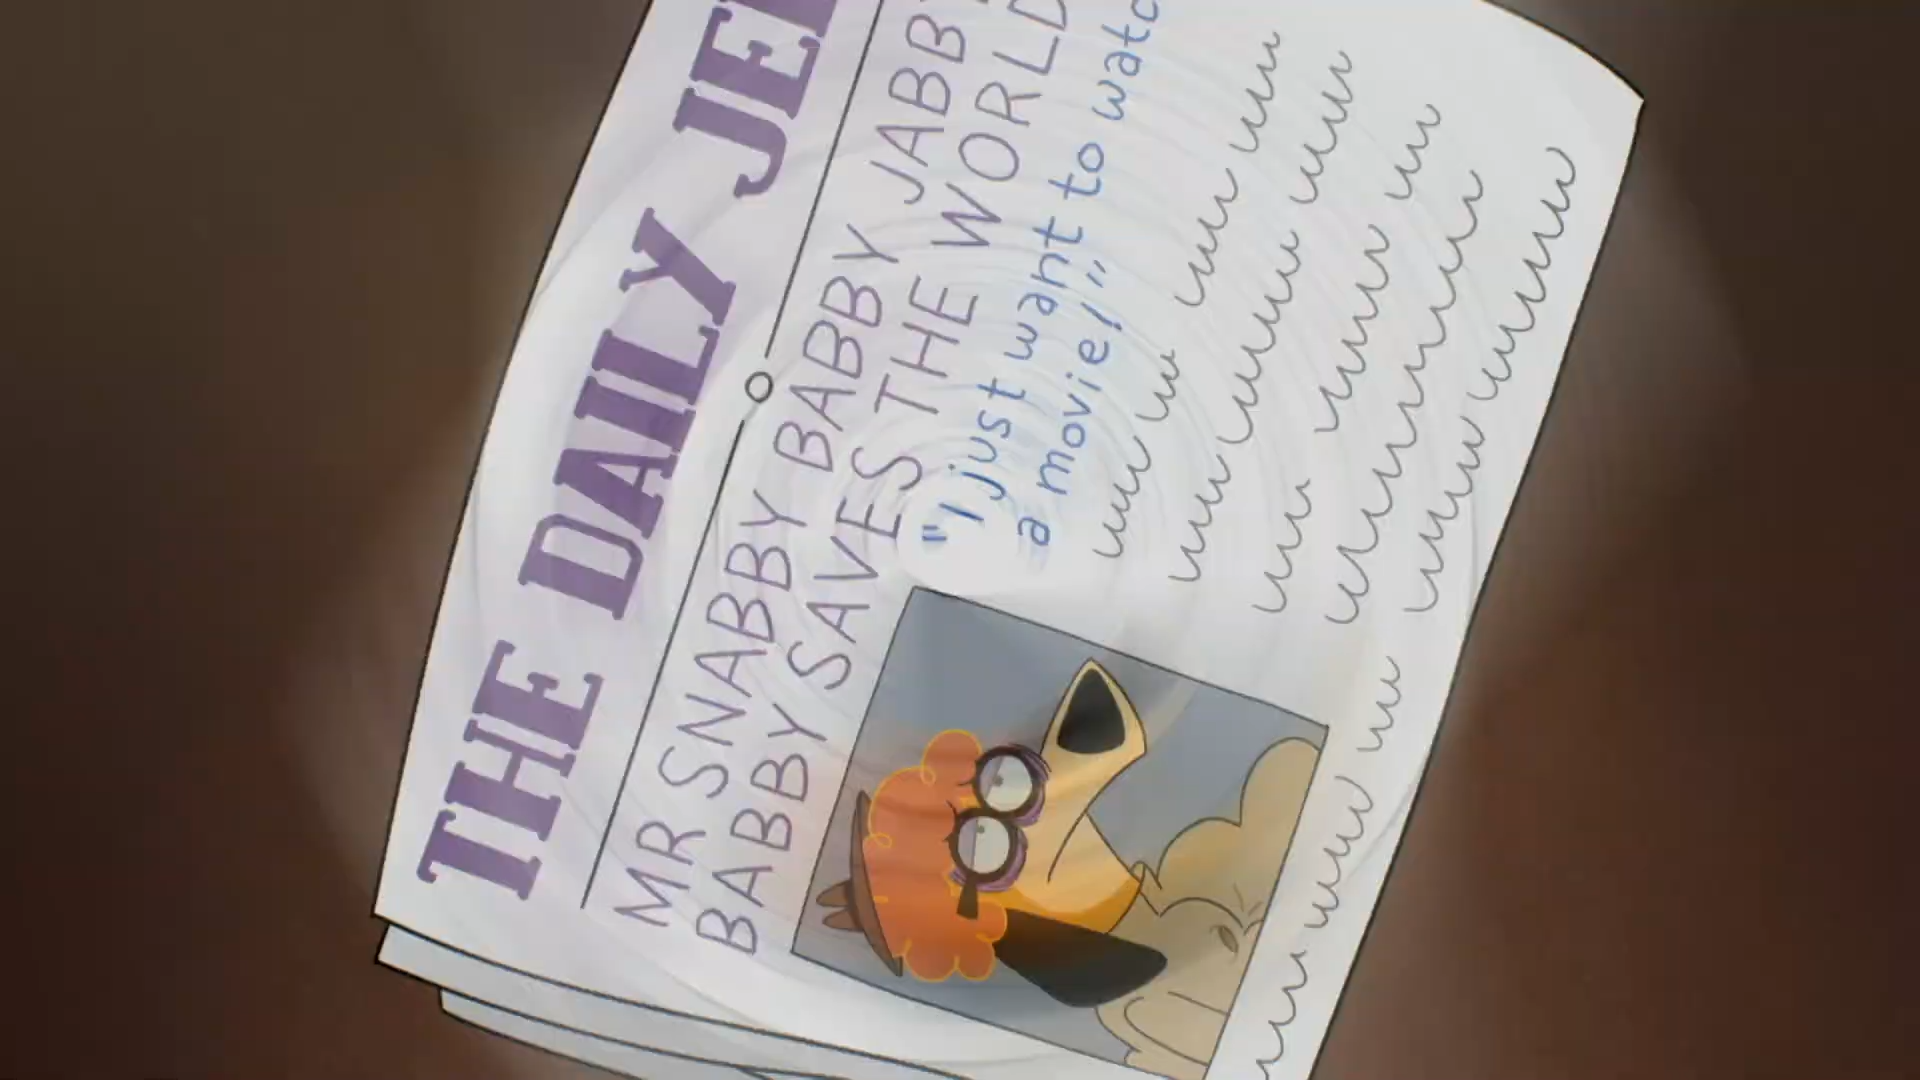 THE DAILY JE
MR SNABBY BABBY JABBY
BABBY SAVES THE WORLD
"I just want to watc
a movie!"